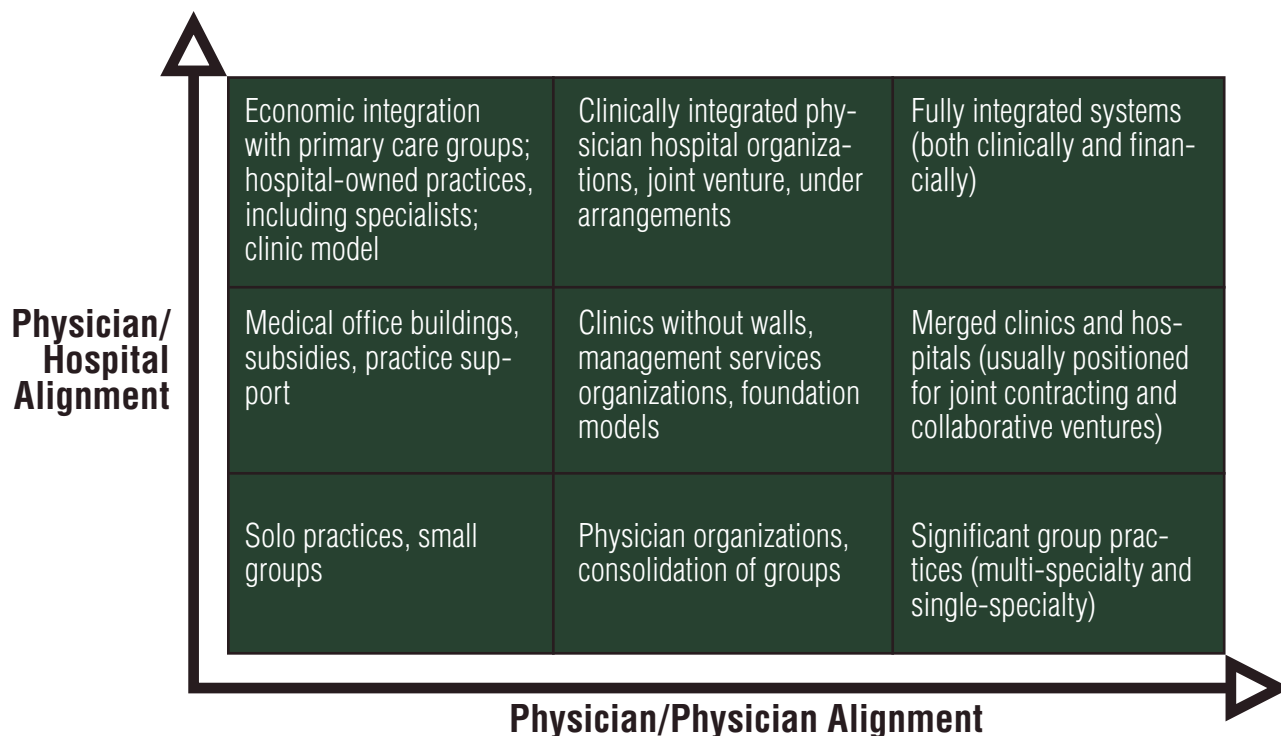 Economic integration
with primary care groups;
hospital-owned practices,
including specialists;
clinic model
Clinically integrated phy-
sician hospital organiza-
tions, joint venture, under
arrangements
Fully integrated systems
(both clinically and finan-
cially)
Physician/
Hospital
Alignment
Medical office buildings,
subsidies, practice sup-
port
Clinics without walls,
management services
organizations, foundation
models
Merged clinics and hos-
pitals (usually positioned
for joint contracting and
collaborative ventures)
Solo practices, small
groups
Physician organizations,
consolidation of groups
Significant group prac-
tices (multi-specialty and
single-specialty)
Physician/Physician Alignment